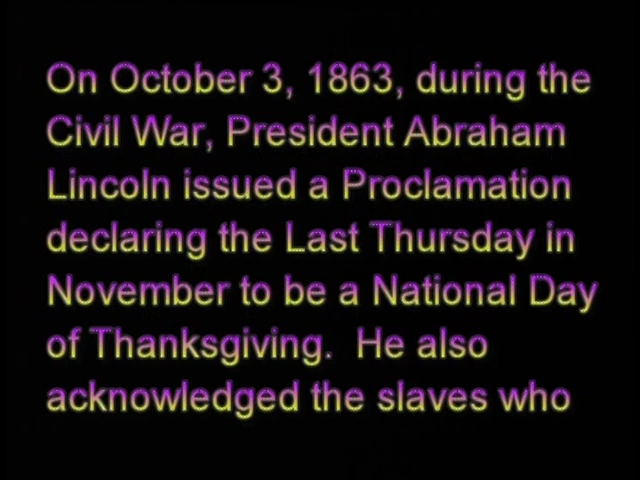 On October 3, 1863, during the
Civil War, President Abraham
Lincoln issued a Proclamation
declaring the Last Thursday in
November to be a National Day
of Thanksgiving.  He also
acknowledged the slaves who